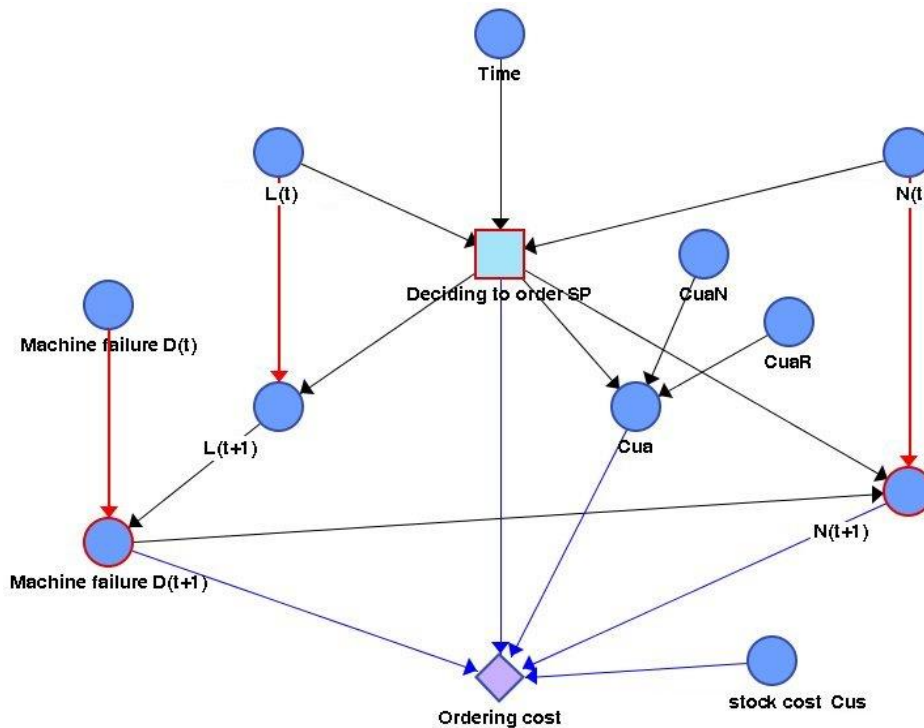 Time
L(t)
N(t
Deciding to order SP
CuaN
Machine failure D(t)
CuaR
L(t+1)
Cua
N(t+1)
Machine failure D(t+1)
stock cost Cus
Ordering cost